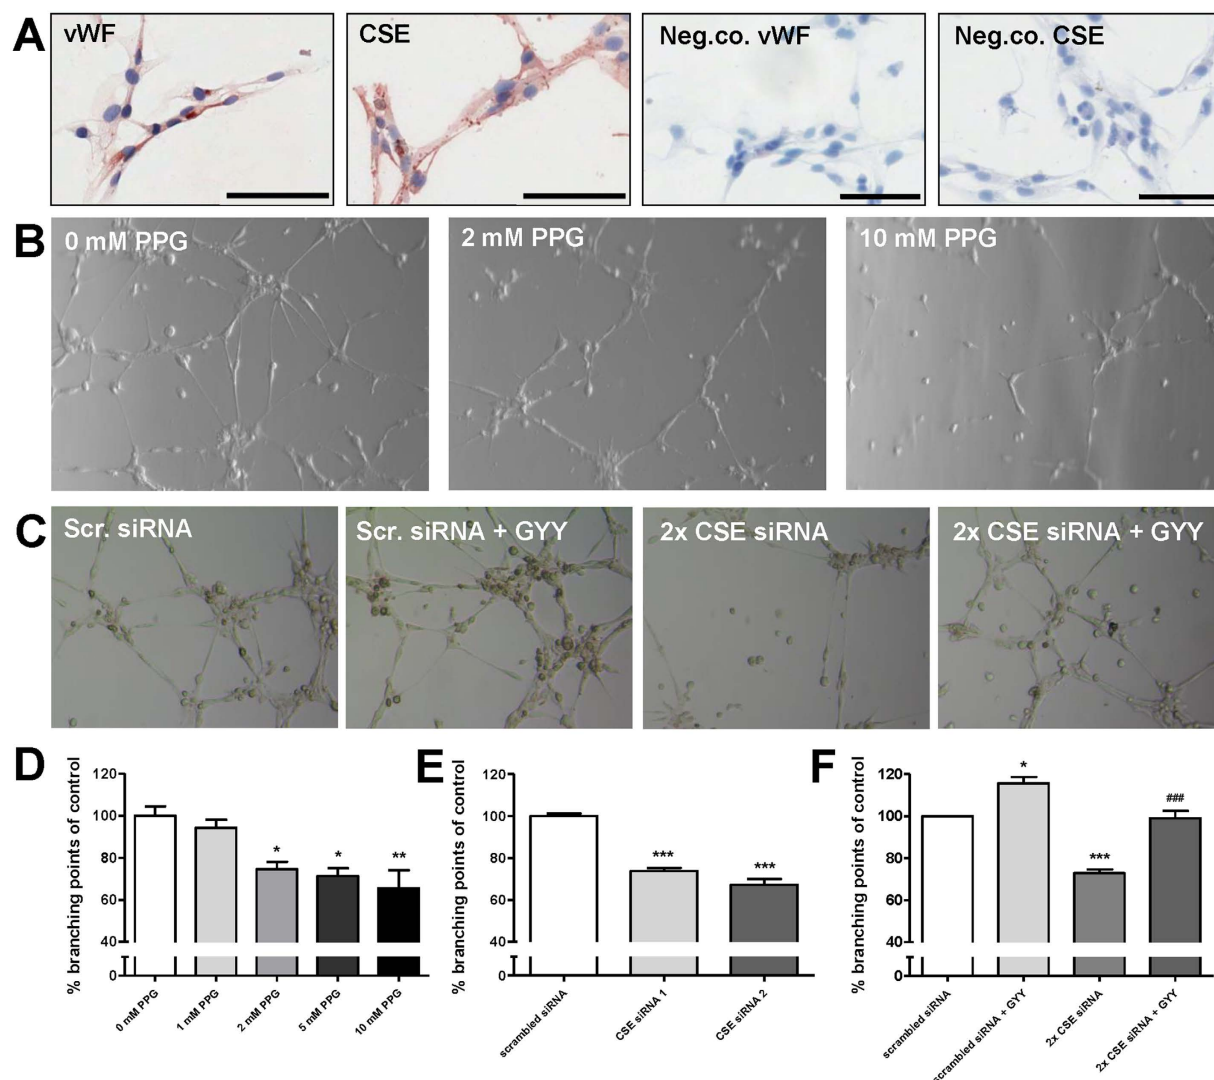 A
vWF
CSE
Neg.co. vWF
Neg.co. CSE
B
0 mM PPG
2 mM PPG
10 mM PPG
C
Scr. siRNA
Scr. siRNA + GYY
2x CSE siRNA
2x CSE siRNA + GYY
D
% branching points of control
120
100
80
60
40
0
*
*
**
0 mM PPG
1 mM PPG
2 mM PPG
5 mM PPG
10 mM PPG
E
% branching points of control
120
100
80
60
40
0
***
***
scrambled siRNA
CSE siRNA 1
CSE siRNA 2
F
% branching points of control
120
100
80
60
40
0
*
***
###
scrambled siRNA
scrambled siRNA + GYY
2x CSE siRNA
2x CSE siRNA + GYY